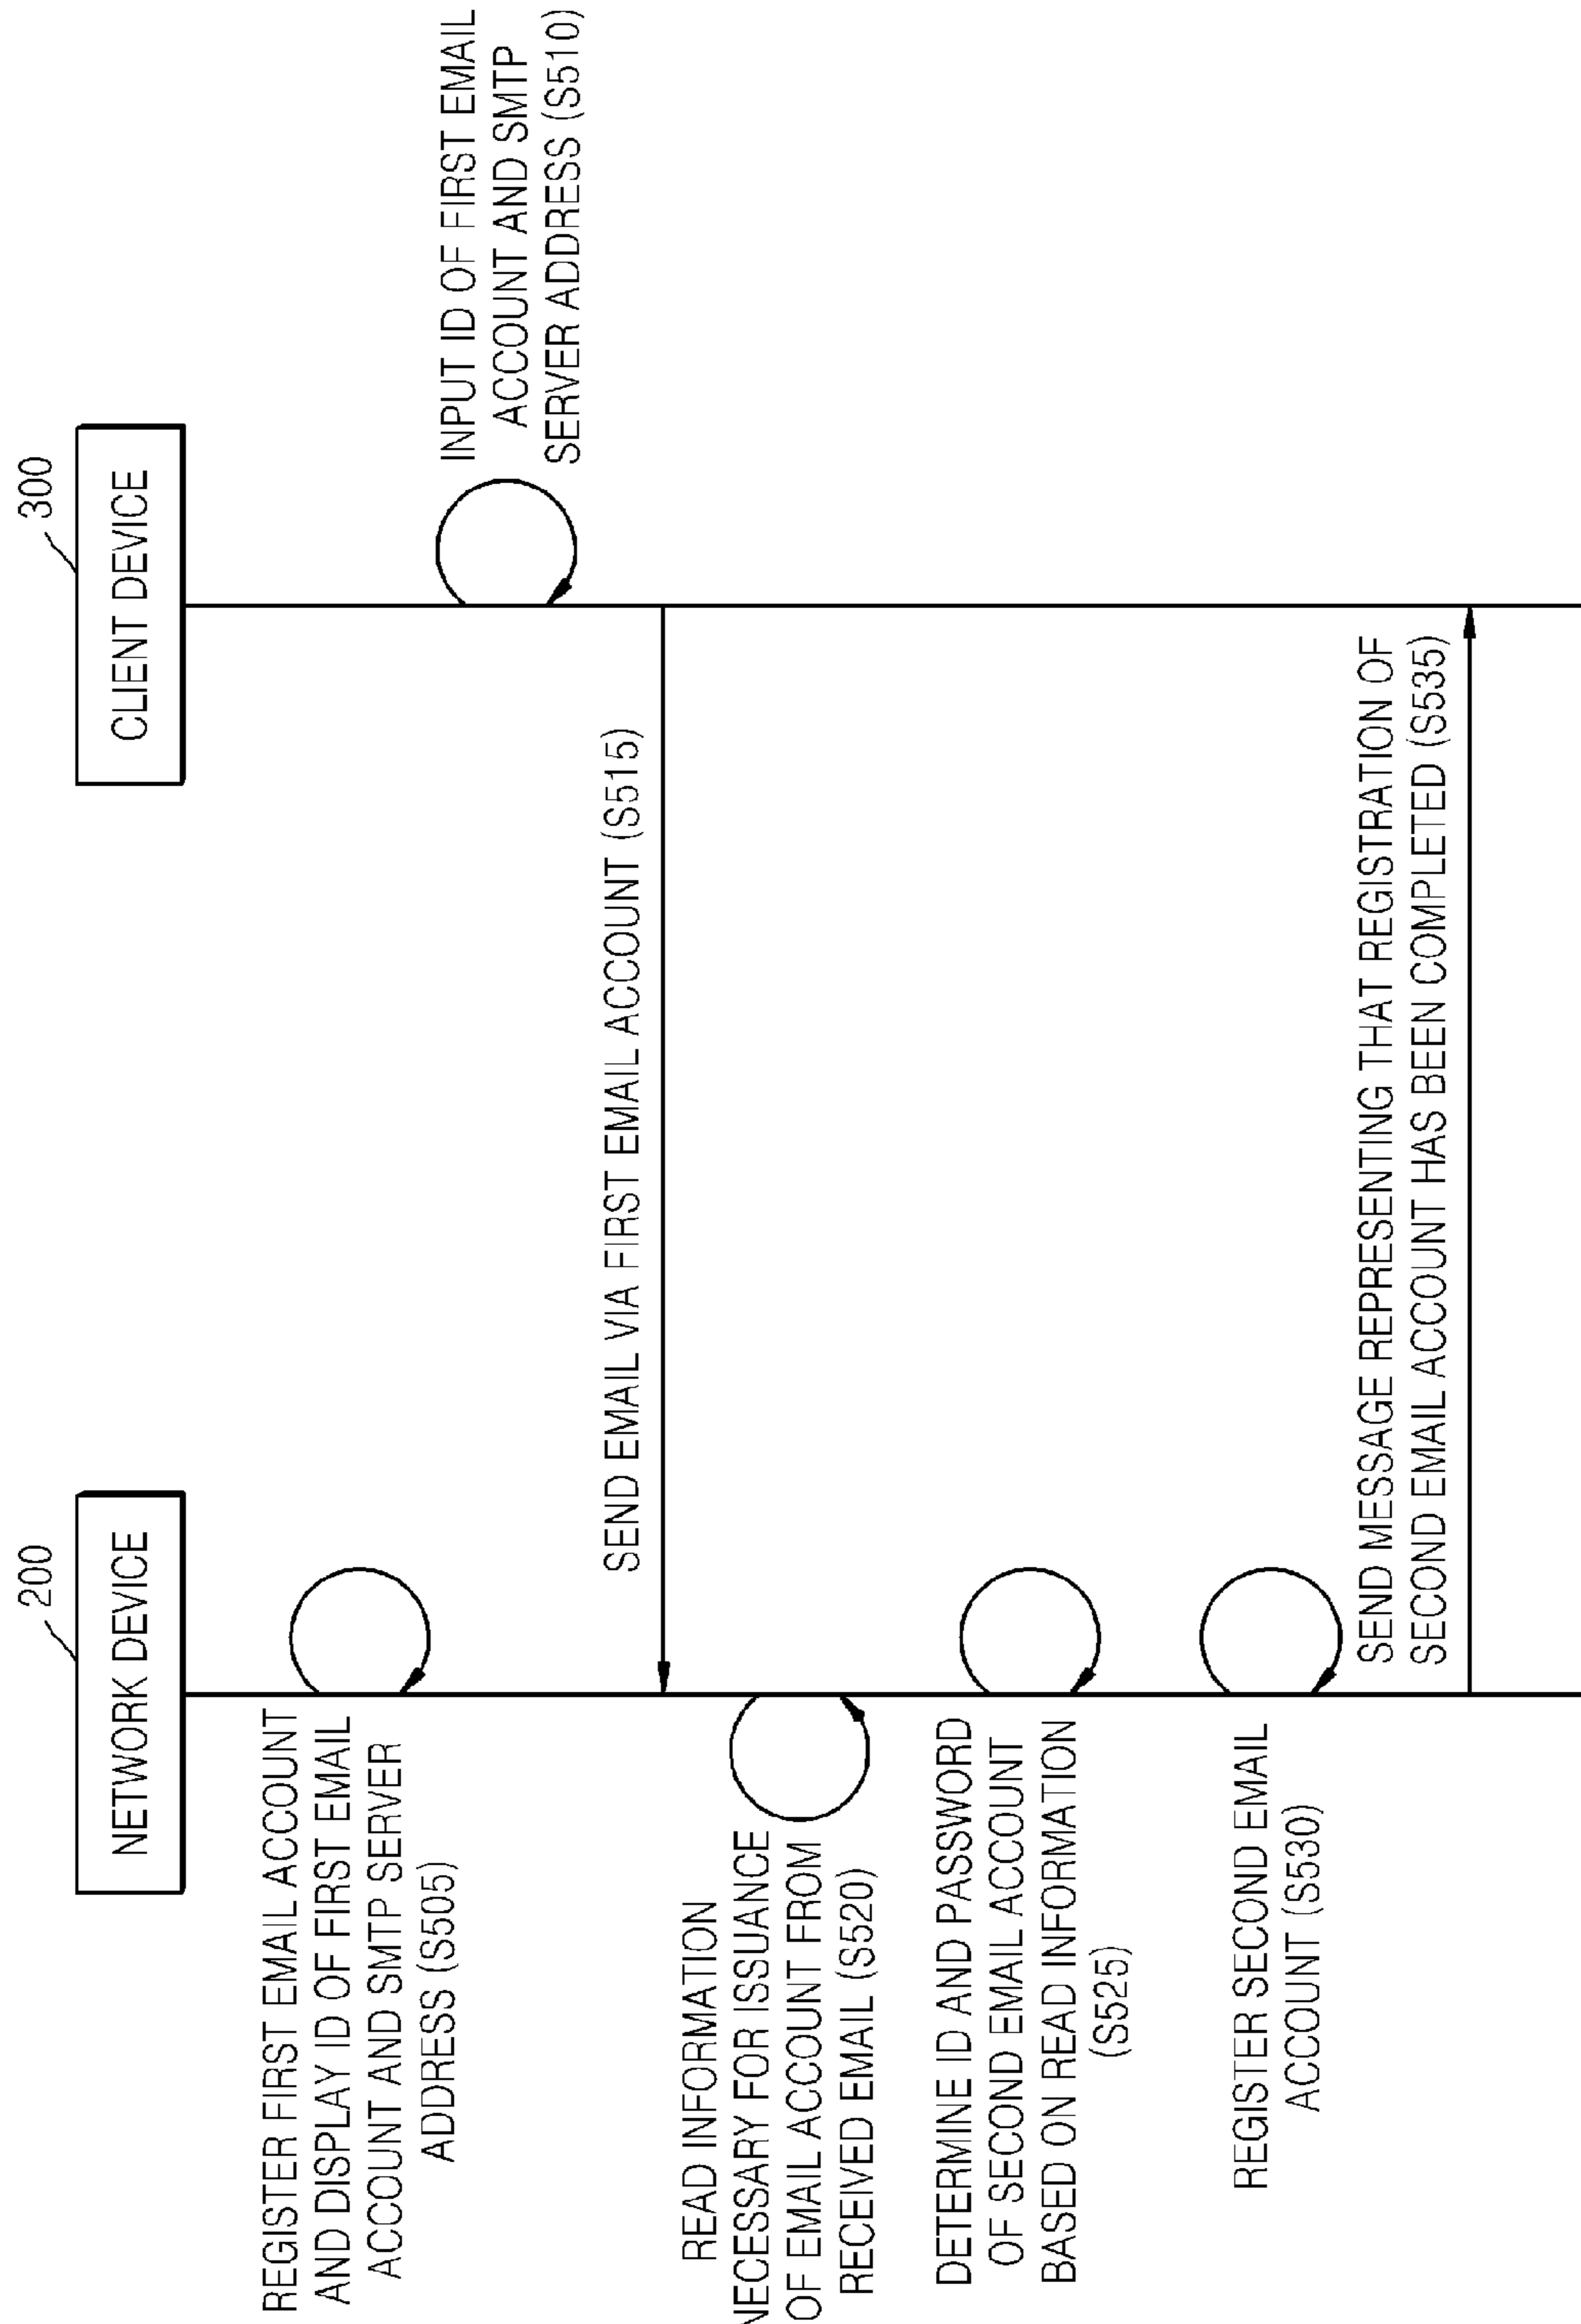 200
NETWORK DEVICE
300
CLIENT DEVICE
REGISTER FIRST EMAIL ACCOUNT
AND DISPLAY ID OF FIRST EMAIL
ACCOUNT AND SMTP SERVER
ADDRESS (S505)
INPUT ID OF FIRST EMAIL
ACCOUNT AND SMTP
SERVER ADDRESS (S510)
SEND EMAIL VIA FIRST EMAIL ACCOUNT (S515)
READ INFORMATION
NECESSARY FOR ISSUANCE
OF EMAIL ACCOUNT FROM
RECEIVED EMAIL (S520)
DETERMINE ID AND PASSWORD
OF SECOND EMAIL ACCOUNT
BASED ON READ INFORMATION
(S525)
REGISTER SECOND EMAIL
ACCOUNT (S530)
SEND MESSAGE REPRESENTING THAT REGISTRATION OF
SECOND EMAIL ACCOUNT HAS BEEN COMPLETED (S535)